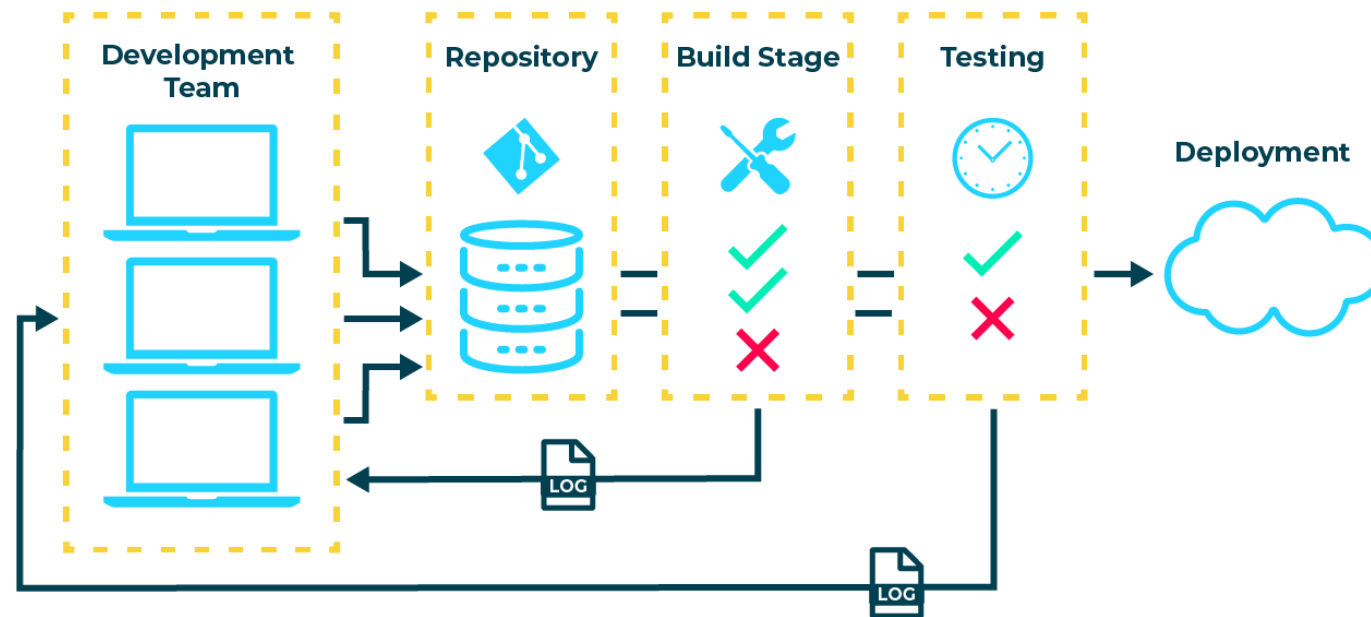 Development
Team
Repository
Build Stage
Testing
Deployment
LOG
LOG